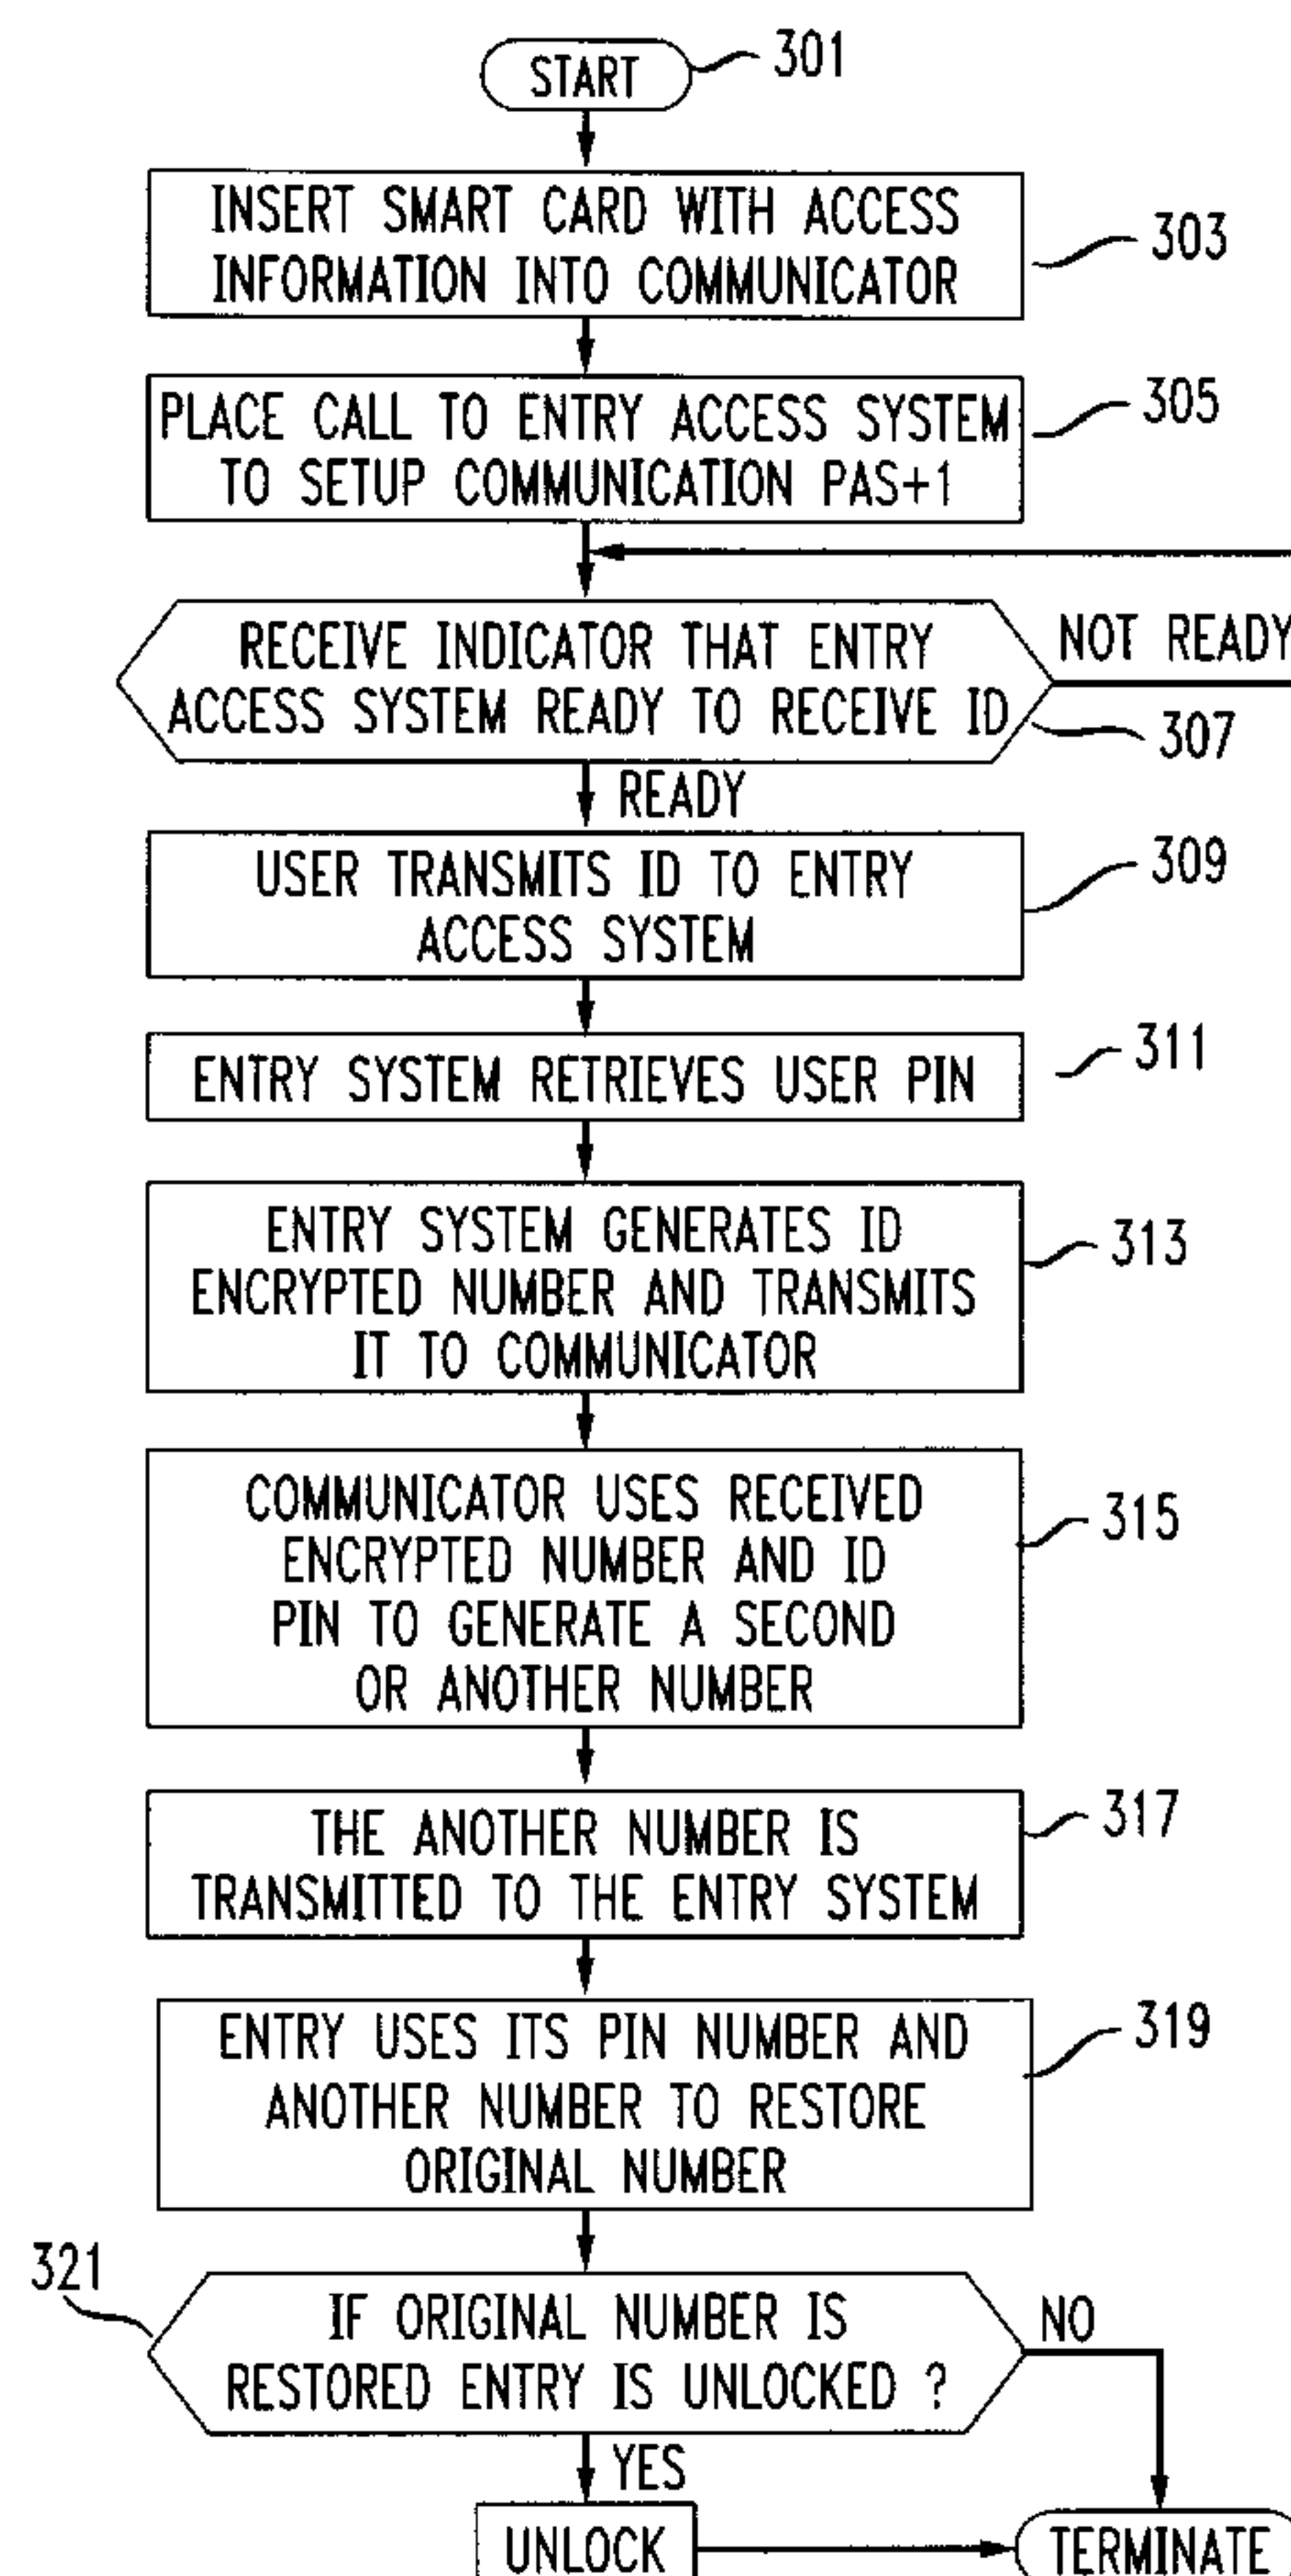 START
301
INSERT SMART CARD WITH ACCESS
INFORMATION INTO COMMUNICATOR
303
PLACE CALL TO ENTRY ACCESS SYSTEM
TO SETUP COMMUNICATION PAS+1
305
RECEIVE INDICATOR THAT ENTRY
ACCESS SYSTEM READY TO RECEIVE ID
NOT READY
307
READY
USER TRANSMITS ID TO ENTRY
ACCESS SYSTEM
309
ENTRY SYSTEM RETRIEVES USER PIN
311
ENTRY SYSTEM GENERATES ID
ENCRYPTED NUMBER AND TRANSMITS
IT TO COMMUNICATOR
313
COMMUNICATOR USES RECEIVED
ENCRYPTED NUMBER AND ID
PIN TO GENERATE A SECOND
OR ANOTHER NUMBER
315
THE ANOTHER NUMBER IS
TRANSMITTED TO THE ENTRY SYSTEM
317
ENTRY USES ITS PIN NUMBER AND
ANOTHER NUMBER TO RESTORE
ORIGINAL NUMBER
319
321
IF ORIGINAL NUMBER IS
RESTORED ENTRY IS UNLOCKED ?
NO
YES
UNLOCK
TERMINATE